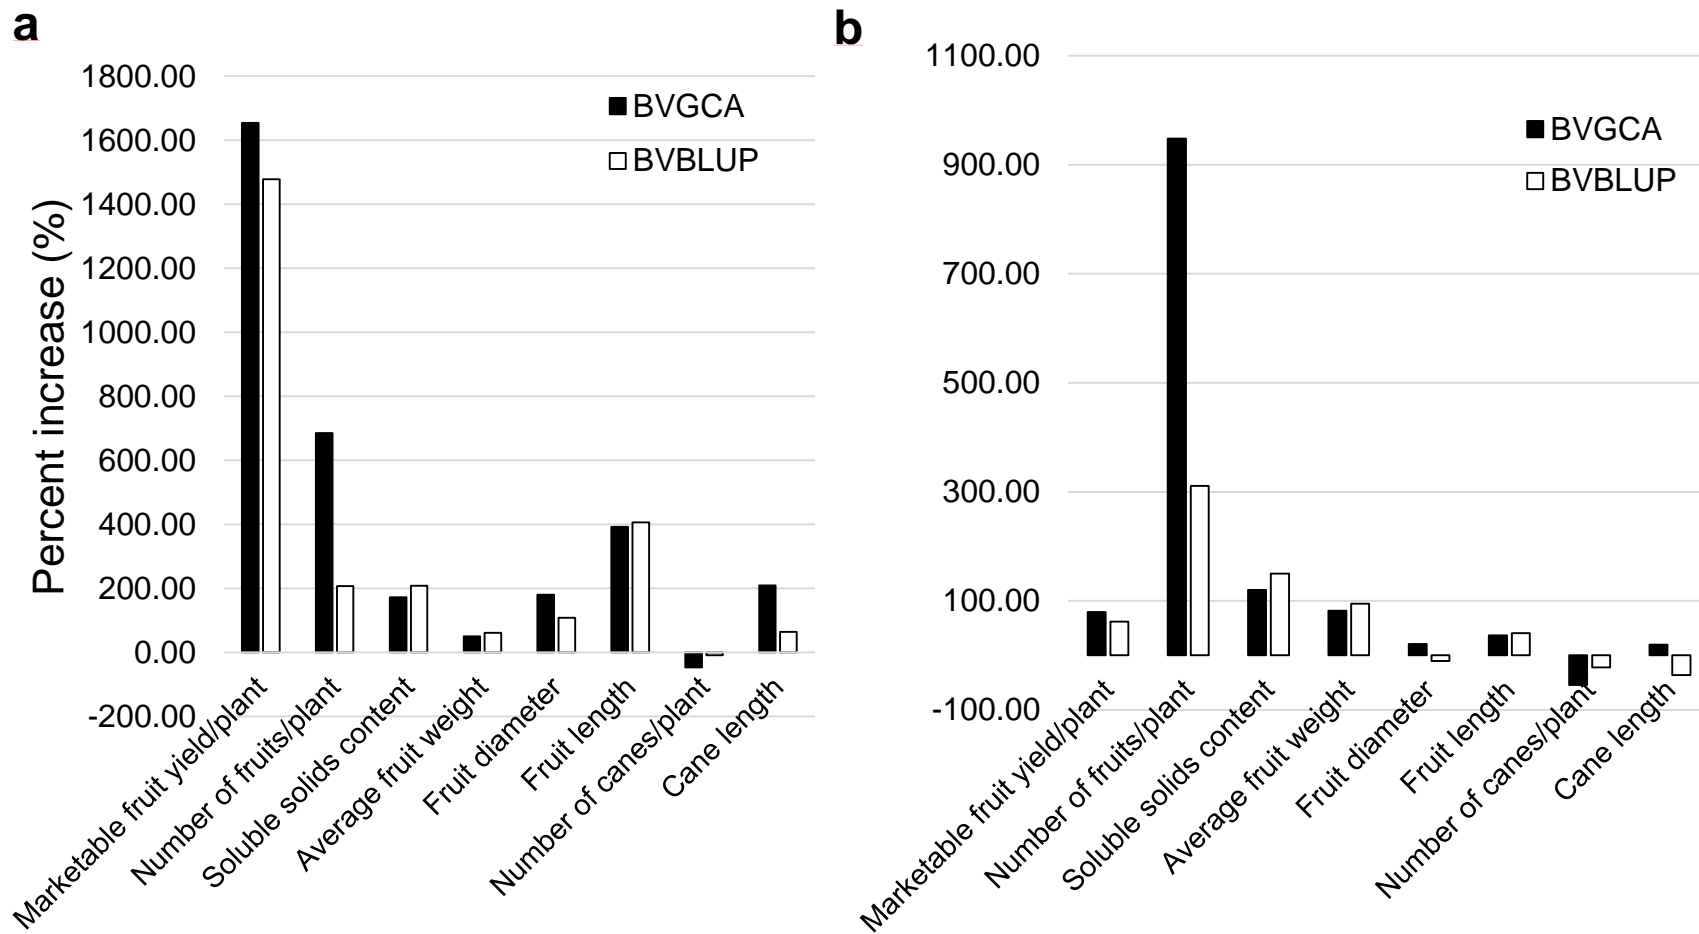 a
1800.00
1600.00
1400.00
1200.00
1000.00
800.00
600.00
400.00
200.00
0.00
-200.00
Percent increase (%)
BVGCA
BVBLUP
Marketable fruit yield/plant
Number of fruits/plant
Soluble solids content
Average fruit weight
Fruit diameter
Fruit length
Number of canes/plant
Cane length
b
1100.00
900.00
700.00
500.00
300.00
100.00
-100.00
BVGCA
BVBLUP
Marketable fruit yield/plant
Number of fruits/plant
Soluble solids content
Average fruit weight
Fruit diameter
Fruit length
Number of canes/plant
Cane length